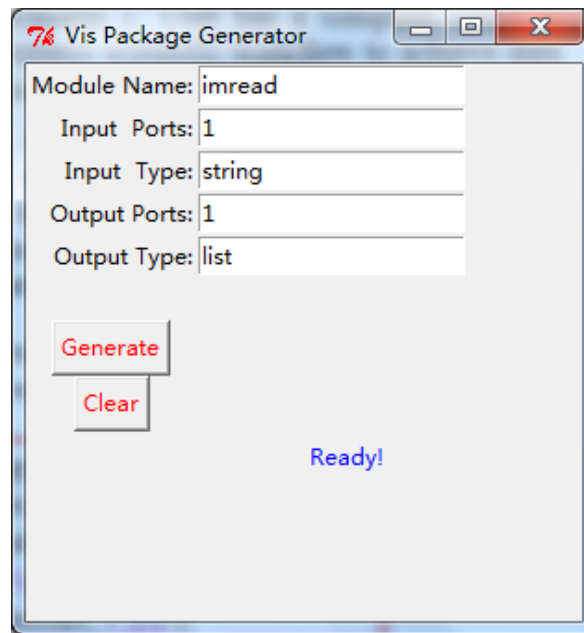 Vis Package Generator
Module Name: imread
Input Ports: 1
Input Type: string
Output Ports: 1
Output Type: list
Generate
Clear
Ready!